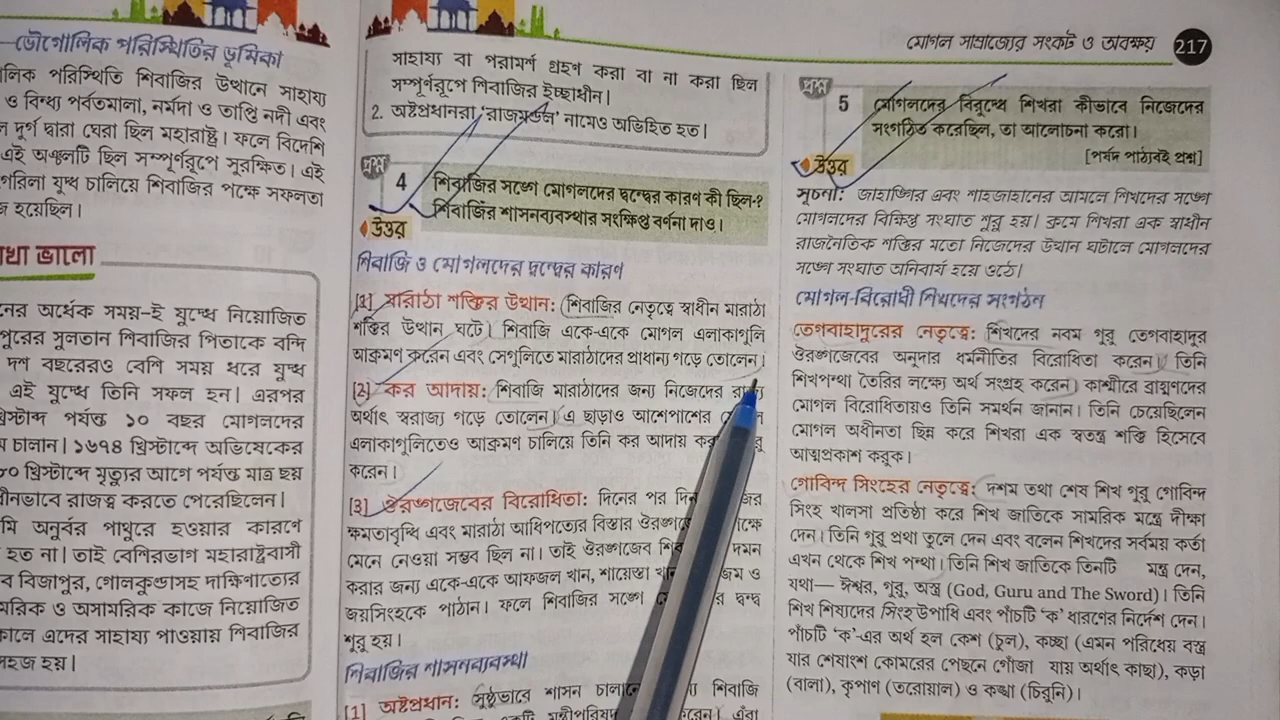 মোগল সাম্রাজ্যের সংকট ও অবক্ষয় 217
—ভৌগোলিক পরিস্থিতির ভূমিকা
লিক পরিস্থিতি শিবাজির উত্থানে সাহায্য
ও বিন্ধ্য পর্বতমালা, নর্মদা ও তাপ্তি নদী এবং
দুর্গ দ্বারা ঘেরা ছিল মহারাষ্ট্র। ফলে বিদেশি
এই অঞ্চলটি ছিল সম্পূর্ণরূপে সুরক্ষিত। এই
গেরিলা যুদ্ধ চালিয়ে শিবাজির পক্ষে সফলতা
হয়েছিল।
ভালো
নের অর্ধেক সময়-ই যুদ্ধে নিয়োজিত
পুরের সুলতান শিবাজির পিতাকে বন্দি
দশ বছরেরও বেশি সময় ধরে যুদ্ধ
এই যুদ্ধে তিনি সফল হন। এরপর
খ্রিস্টাব্দ পর্যন্ত ১০ বছর মোগলদের
চালান। ১৬৭৪ খ্রিস্টাব্দে অভিষেকের
৮০ খ্রিস্টাব্দে মৃত্যুর আগে পর্যন্ত মাত্র ছয়
ধীনভাবে রাজত্ব করতে পেরেছিলেন।
মি অনুর্বর পাথুরে হওয়ার কারণে
হত না। তাই বেশিরভাগ মহারাষ্ট্রবাসী
ব বিজাপুর, গোলকুণ্ডাসহ দাক্ষিণাত্যের
মরিক ও অসামরিক কাজে নিয়োজিত
কালে এদের সাহায্য পাওয়ায় শিবাজির
সহজ হয়।
সাহায্য বা পরামর্শ গ্রহণ করা বা না করা ছিল
সম্পূর্ণরূপে শিবাজির ইচ্ছাধীন।
2. অষ্টপ্রধানরা ‘রাজমণ্ডল’ নামেও অভিহিত হত।
প্রশ্ন 4 শিবাজির সঙ্গে মোগলদের দ্বন্দ্বের কারণ কী ছিল?
শিবাজির শাসনব্যবস্থার সংক্ষিপ্ত বর্ণনা দাও।
উত্তর
শিবাজি ও মোগলদের দ্বন্দ্বের কারণ
[1] মারাঠা শক্তির উত্থান: শিবাজির নেতৃত্বে স্বাধীন মারাঠা
শক্তির উত্থান ঘটে। শিবাজি একে-একে মোগল এলাকাগুলি
আক্রমণ করেন এবং সেগুলিতে মারাঠাদের প্রাধান্য গড়ে তোলেন।
[2] কর আদায়: শিবাজি মারাঠাদের জন্য নিজেদের রাজ্য
অর্থাৎ স্বরাজ্য গড়ে তোলেন। এ ছাড়াও আশেপাশের
এলাকাগুলিতেও আক্রমণ চালিয়ে তিনি কর আদায়
করেন।
[3] ঔরঙ্গজেবের বিরোধিতা: দিনের পর দিন
ক্ষমতাবৃদ্ধি এবং মারাঠা আধিপত্যের বিস্তার
মেনে নেওয়া সম্ভব ছিল না। তাই ঔরঙ্গজেব দমন
করার জন্য একে-একে আফজল খান, শায়েস্তা ও
জয়সিংহকে পাঠান। ফলে শিবাজির সঙ্গে দ্বন্দ্ব
শুরু হয়।
শিবাজির শাসনব্যবস্থা
[1] অষ্টপ্রধান: সুষ্ঠুভাবে শাসন শিবাজি
প্রশ্ন 5 মোগলদের বিরুদ্ধে শিখরা কীভাবে নিজেদের
সংগঠিত করেছিল, তা আলোচনা করো।
[পর্ষদ পাঠ্যবই প্রশ্ন]
উত্তর
সূচনা: জাহাঙ্গির এবং শাহজাহানের আমলে শিখদের সঙ্গে
মোগলদের বিক্ষিপ্ত সংঘাত শুরু হয়। ক্রমে শিখরা এক স্বাধীন
রাজনৈতিক শক্তির মতো নিজেদের উত্থান ঘটালে মোগলদের
সঙ্গে সংঘাত অনিবার্য হয়ে ওঠে।
মোগল-বিরোধী শিখদের সংগঠন
তেগবাহাদুরের নেতৃত্বে: শিখদের নবম গুরু তেগবাহাদুর
ঔরঙ্গজেবের অনুদার ধর্মনীতির বিরোধিতা করেন। তিনি
শিখপন্থা তৈরির লক্ষ্যে অর্থ সংগ্রহ করেন। কাশ্মীরে ব্রাহ্মণদের
মোগল বিরোধিতায়ও তিনি সমর্থন জানান। তিনি চেয়েছিলেন
মোগল অধীনতা ছিন্ন করে শিখরা এক স্বতন্ত্র শক্তি হিসেবে
আত্মপ্রকাশ করুক।
গোবিন্দ সিংহের নেতৃত্বে: দশম তথা শেষ শিখ গুরু গোবিন্দ
সিংহ খালসা প্রতিষ্ঠা করে শিখ জাতিকে সামরিক মন্ত্রে দীক্ষা
দেন। তিনি গুরু প্রথা তুলে দেন এবং বলেন শিখদের সর্বময় কর্তা
এখন থেকে শিখ পন্থা। তিনি শিখ জাতিকে তিনটি মন্ত্র দেন,
যথা— ঈশ্বর, গুরু, অস্ত্র (God, Guru and The Sword)। তিনি
শিখ শিষ্যদের সিংহ উপাধি এবং পাঁচটি ‘ক’ ধারণের নির্দেশ দেন।
পাঁচটি ‘ক’-এর অর্থ হল কেশ (চুল), কচ্ছা (এমন পরিধেয় বস্ত্র
যার শেষাংশ কোমরের পেছনে গোঁজা যায় অর্থাৎ কাছা), কড়া
(বালা), কৃপাণ (তরোয়াল) ও কঙ্ঘা (চিরুনি)।